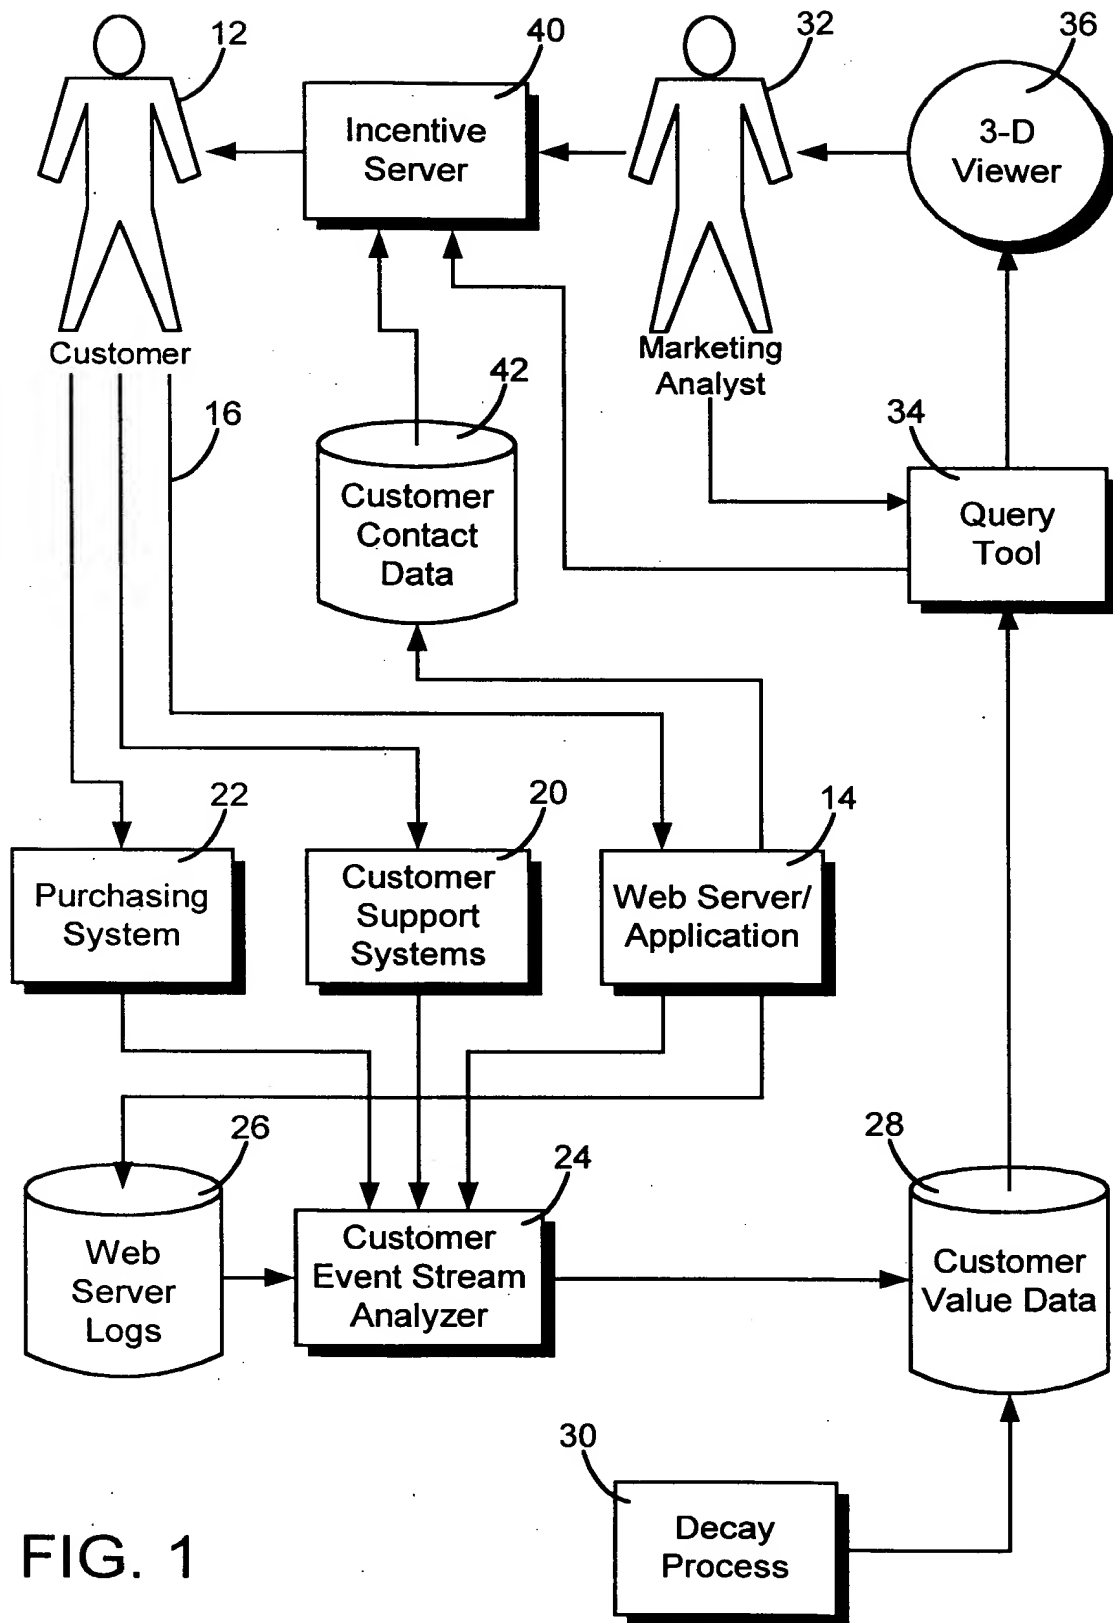 12
40
32
36
Incentive
Server
3-D
Viewer
Customer
Marketing
Analyst
16
42
34
Customer
Contact
Data
Query
Tool
22
20
14
Purchasing
System
Customer
Support
Systems
Web Server/
Application
26
24
28
Web
Server
Logs
Customer
Event Stream
Analyzer
Customer
Value Data
30
Decay
Process
FIG. 1